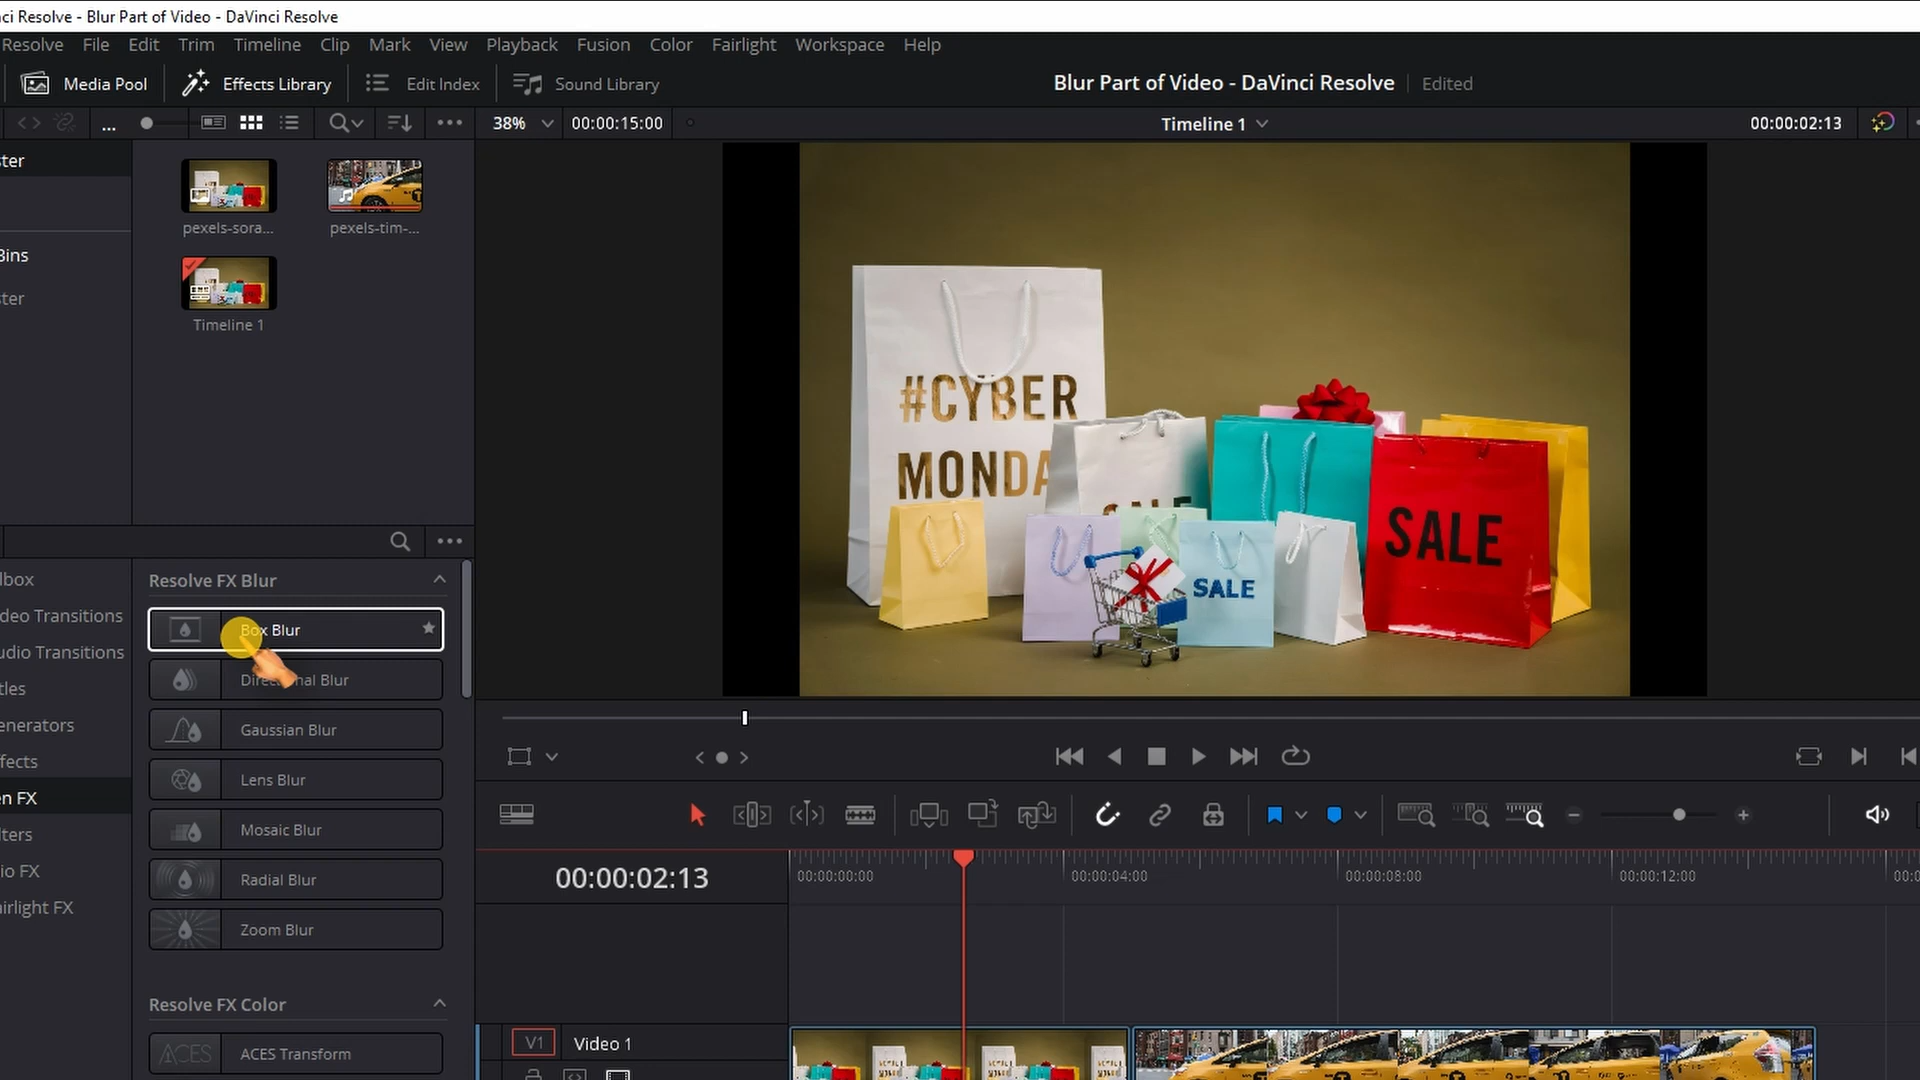 ci Resolve - Blur Part of Video - DaVinci Resolve
Resolve File Edit Trim Timeline Clip Mark View Playback Fusion Color Fairlight Workspace Help
Media Pool Effects Library Edit Index Sound Library Blur Part of Video - DaVinci Resolve Edited
... 38% 00:00:15:00 Timeline 1 00:00:02:13
ter
Bins
ter
pexels-sora... pexels-tim-...
Timeline 1
#CYBER
MONDA
SALE
SALE
SALE
lbox
deo Transitions
udio Transitions
tles
enerators
ffects
en FX
lters
io FX
airlight FX
Resolve FX Blur
Box Blur
Directional Blur
Gaussian Blur
Lens Blur
Mosaic Blur
Radial Blur
Zoom Blur
Resolve FX Color
ACES ACES Transform
00:00:02:13 00:00:00:00 00:00:04:00 00:00:08:00 00:00:12:00 00:0
V1 Video 1